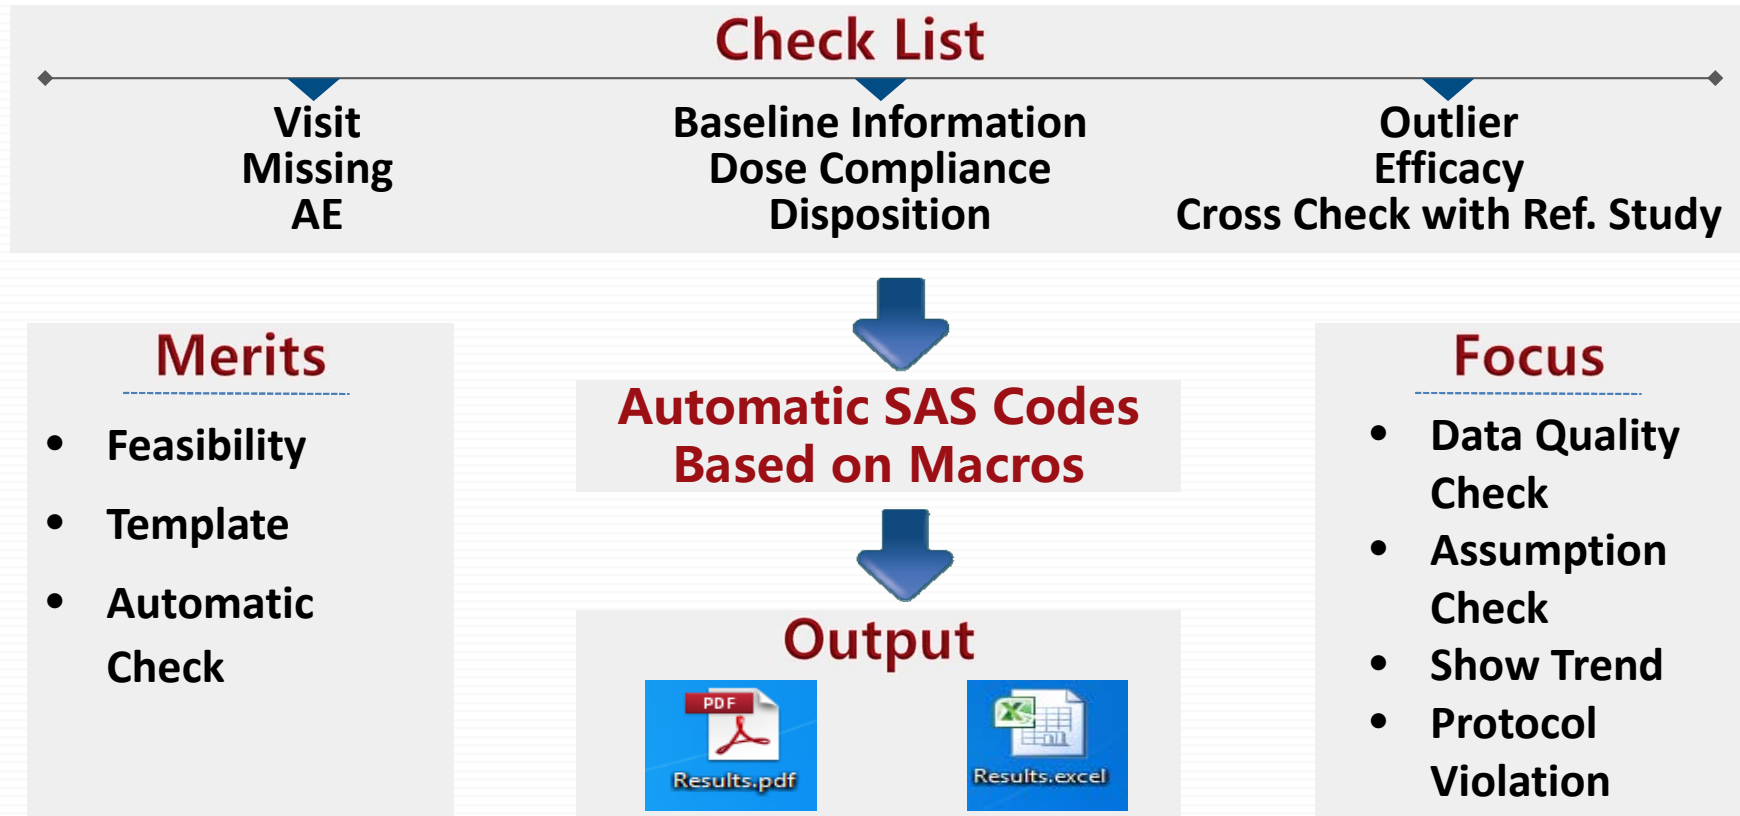 Check List
Visit
Missing
AE
Baseline Information
Dose Compliance
Disposition
Outlier
Efficacy
Cross Check with Ref. Study
Merits
• Feasibility
• Template
• Automatic
Check
Automatic SAS Codes
Based on Macros
Output
PDF
Results.pdf
Results.excel
Focus
• Data Quality
Check
• Assumption
Check
• Show Trend
• Protocol
Violation